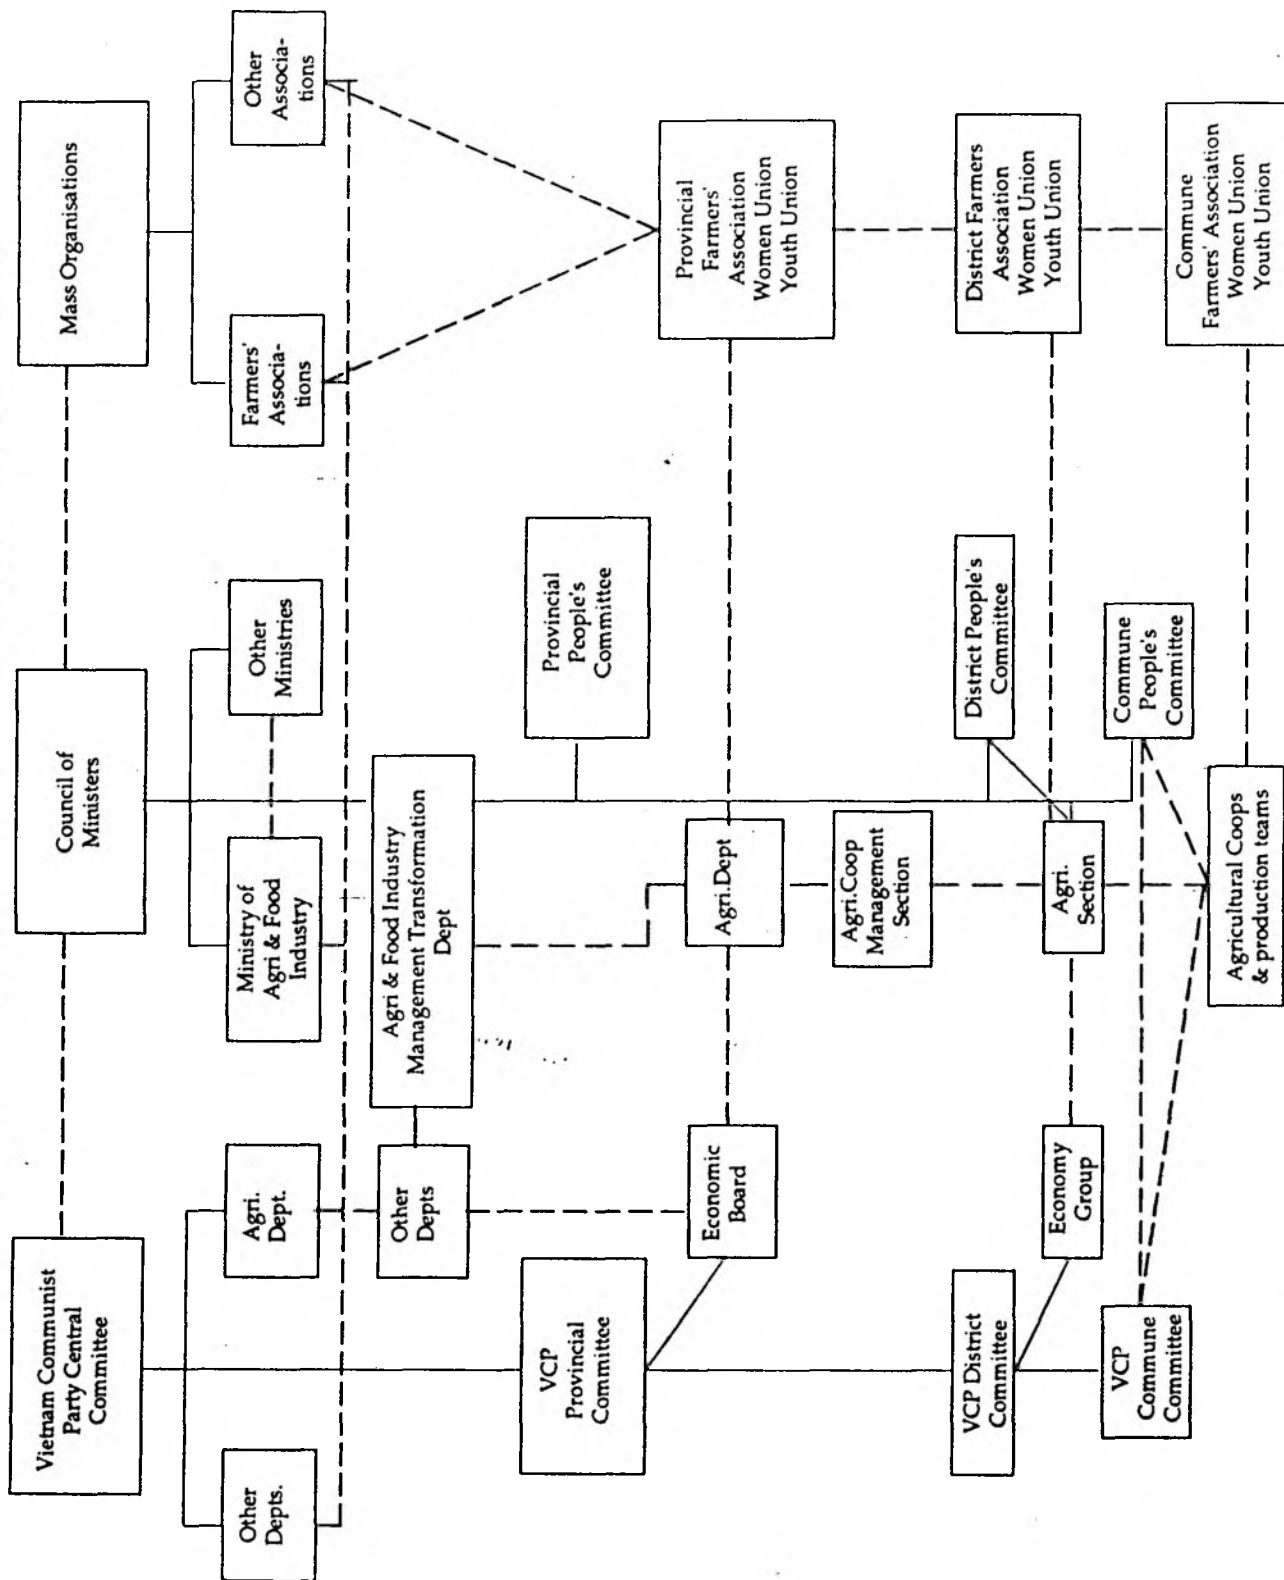 Vietnam Communist
Party Central
Committee
Council of
Ministers
Mass Organisations
Other
Depts.
Agri.
Dept.
Ministry of
Agri & Food
Industry
Other
Ministries
Farmers'
Associa-
tions
Other
Associa-
tions
Other
Depts
Agri & Food Industry
Management Transformation
Dept
VCP
Provincial
Committee
Provincial
People's
Committee
Economic
Board
Agri.Dept
Provincial
Farmers'
Association
Women Union
Youth Union
Agri.Coop
Management
Section
VCP District
Committee
District People's
Committee
District Farmers
Association
Women Union
Youth Union
Economy
Group
Agri.
Section
VCP
Commune
Committee
Commune
People's
Committee
Commune
Farmers' Association
Women Union
Youth Union
Agricultural Coops
& production teams